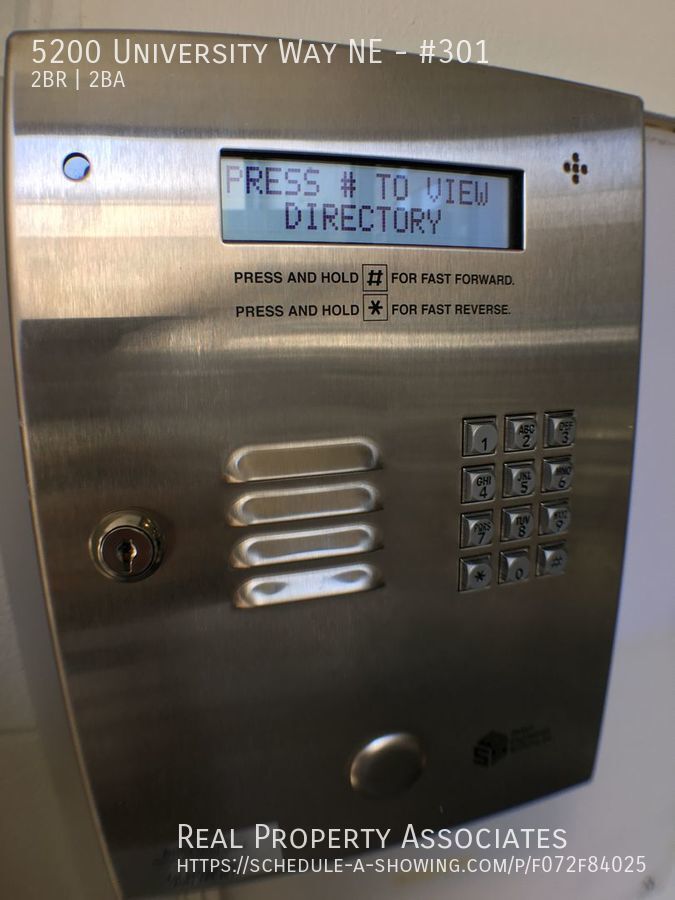 5200 University Way NE - #301
2BR | 2BA
PRESS # TO VIEW
DIRECTORY
PRESS AND HOLD # FOR FAST FORWARD.
PRESS AND HOLD * FOR FAST REVERSE.
1 ABC 2 DEF 3
GHI 4 JKL 5 MNO 6
PQRS 7 TUV 8 WXYZ 9
* 0 #
Real Property Associates
https://schedule-a-showing.com/p/f072f84025